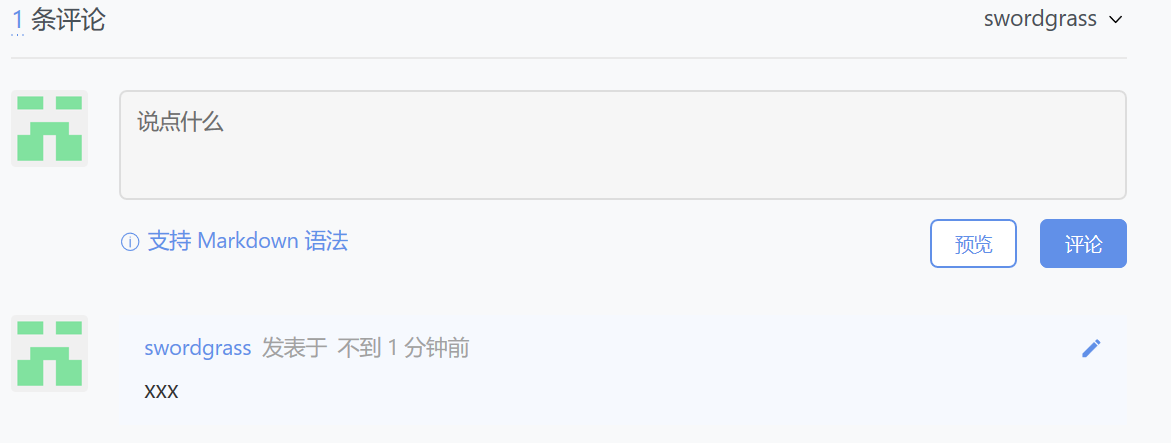 1 条评论
swordgrass
说点什么
支持 Markdown 语法
预览
评论
swordgrass 发表于 不到 1 分钟前
xxx